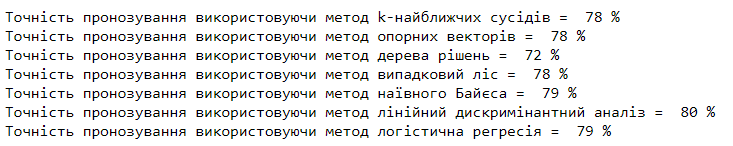 Точність пронозування використовуючи метод k-найближчих сусідів =  78 %
Точність пронозування використовуючи метод опорних векторів =  78 %
Точність пронозування використовуючи метод дерева рішень =  72 %
Точність пронозування використовуючи метод випадковий ліс =  78 %
Точність пронозування використовуючи метод наївного Байєса =  79 %
Точність пронозування використовуючи метод лінійний дискримінантний аналіз =  80 %
Точність пронозування використовуючи метод логістична регресія =  79 %